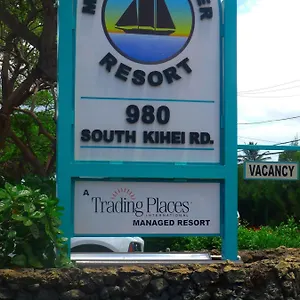 RESORT
980
SOUTH KIHEI RD.
VACANCY
A
Trading Places
INTERNATIONAL
MANAGED RESORT